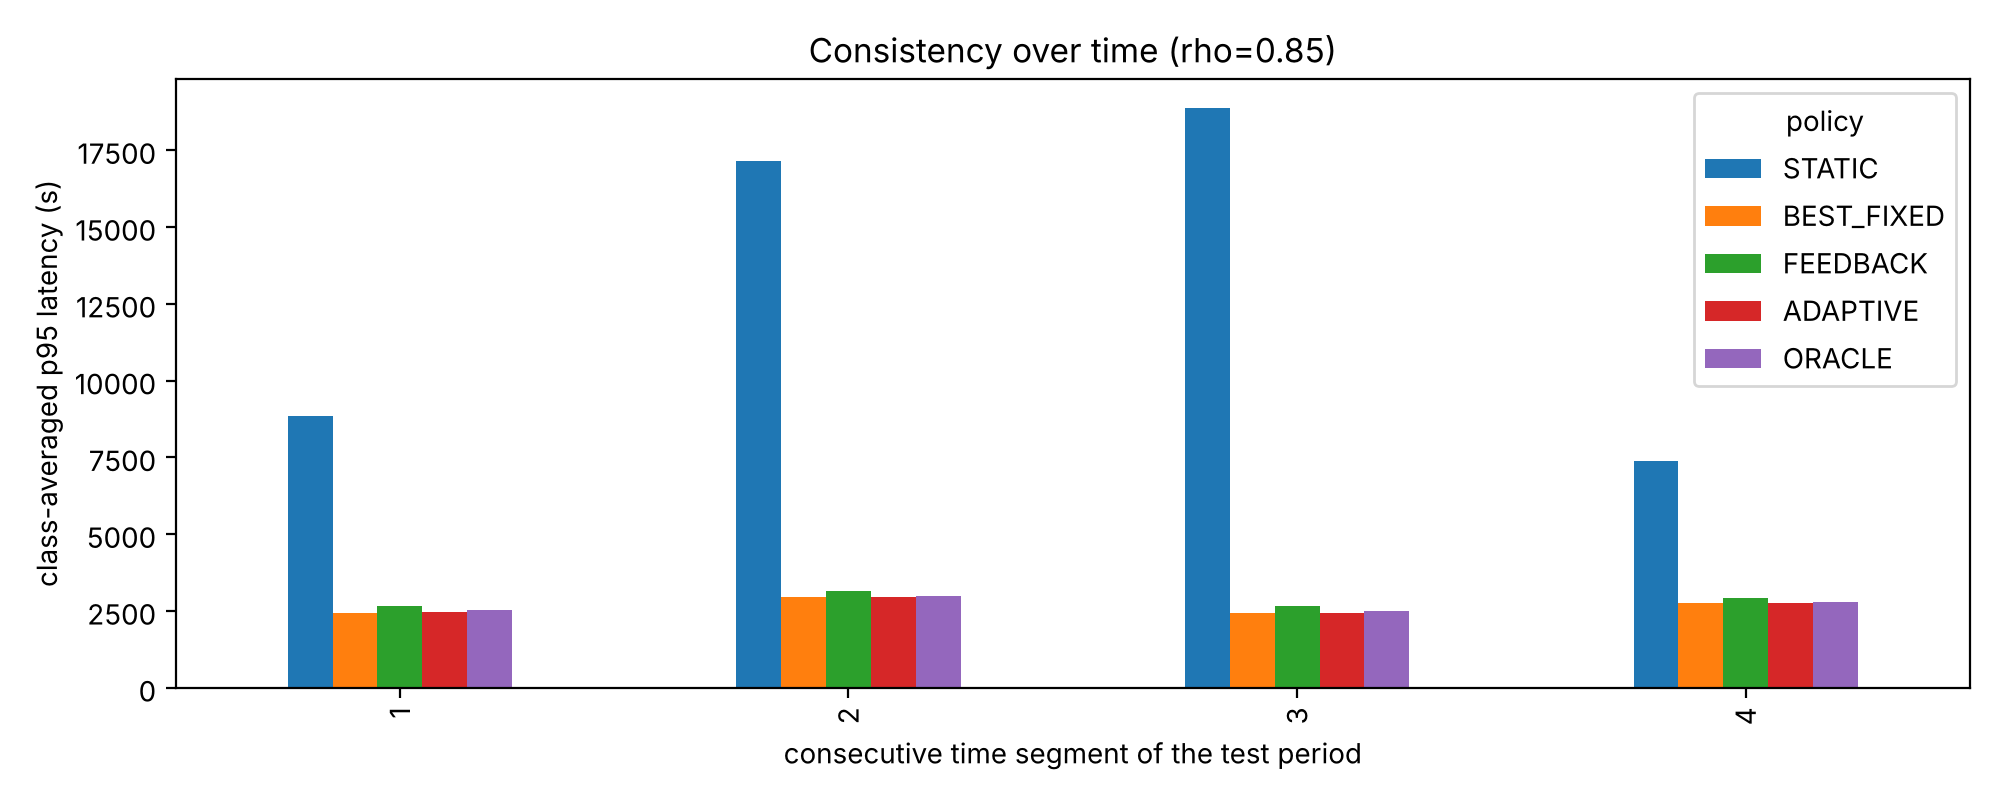 Consistency over time (rho=0.85)
class-averaged p95 latency (s)
17500
15000
12500
10000
7500
5000
2500
0
policy
STATIC
BEST_FIXED
FEEDBACK
ADAPTIVE
ORACLE
1
2
3
4
consecutive time segment of the test period